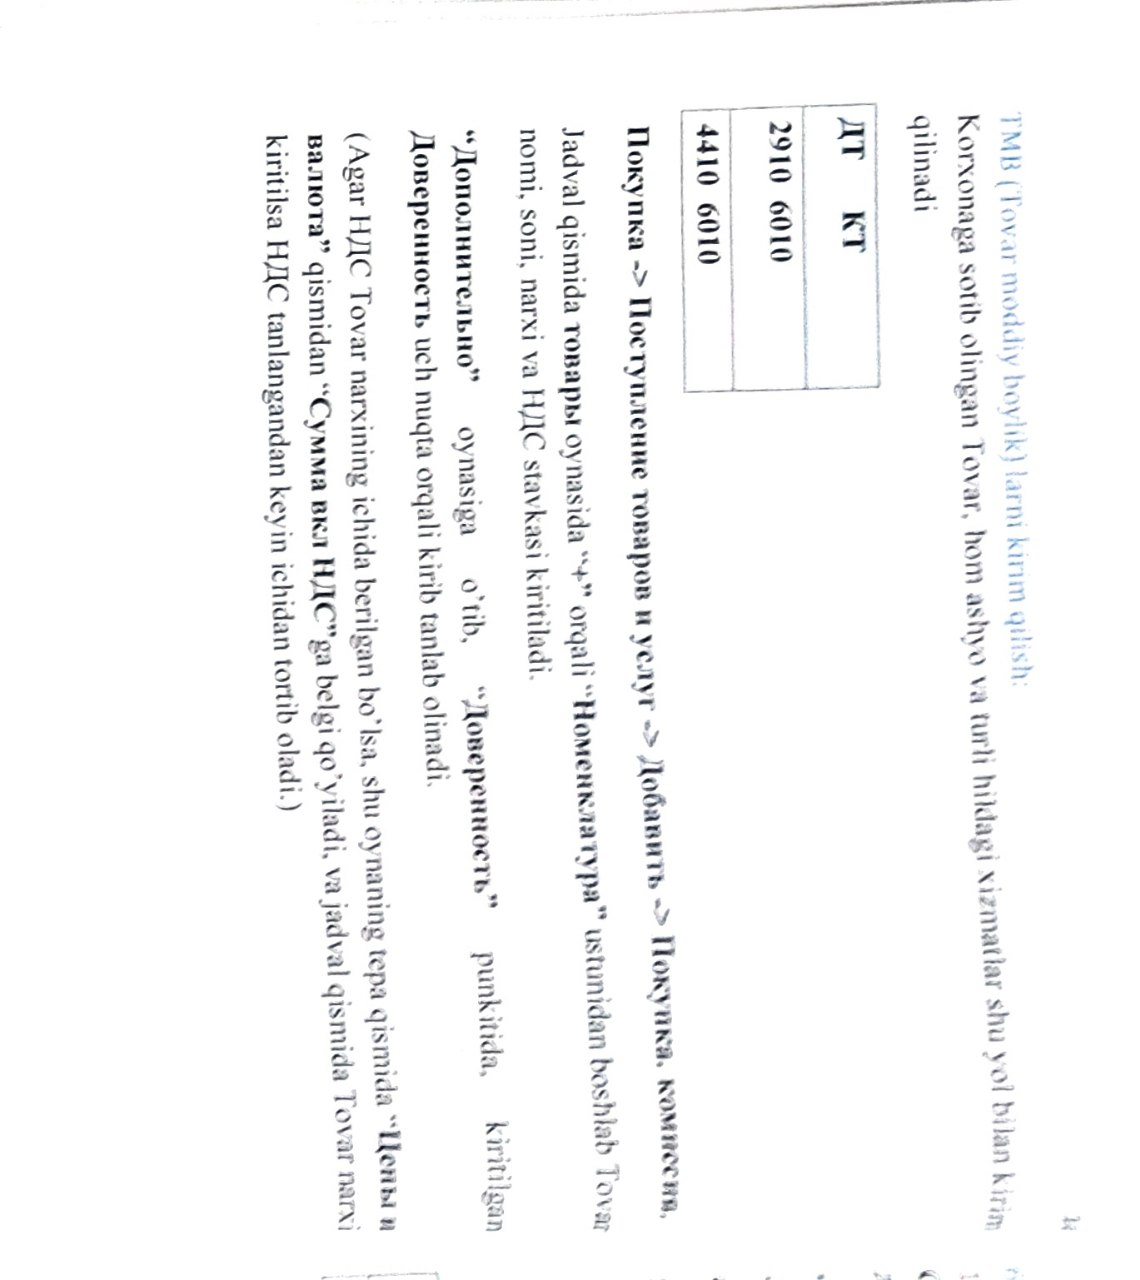 TMB (Tovar moddiy boylik) larni kirim qilish:
Korxonaga sotib olingan Tovar, hom ashyo va turli hildagi xizmatlar shu yo'l bilan kirim
qilinadi
ДТ КТ
2910 6010
4410 6010
Покупка -> Поступление товаров и услуг -> Добавить -> Покупка, комиссия.
Jadval qismida товары oynasida "+" orqali "Номенклатура" ustunidan boshlab Tovar
nomi, soni, narxi va НДС stavkasi kiritiladi.
"Дополнительно" oynasiga o'tib, "Доверенность" punkitida, kiritilgan
Доверенность uch nuqta orqali kirib tanlab olinadi.
(Agar НДС Tovar narxining ichida berilgan bo'lsa, shu oynaning tepa qismida "Цены и
валюта" qismidan "Сумма вкл НДС"ga belgi qo'yiladi, va jadval qismida Tovar narxi
kiritilsa НДС tanlangandan keyin ichidan tortib oladi.)